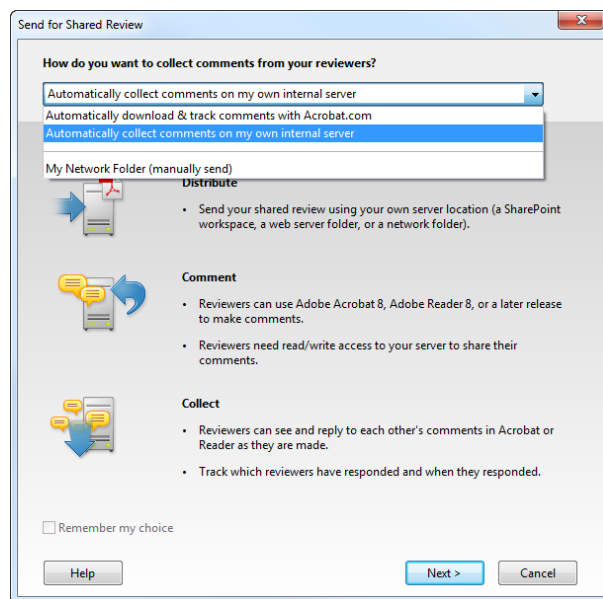 Send for Shared Review
How do you want to collect comments from your reviewers?
Automatically collect comments on my own internal server
Automatically download & track comments with Acrobat.com
Automatically collect comments on my own internal server
My Network Folder (manually send)
Distribute
• Send your shared review using your own server location (a SharePoint
workspace, a web server folder, or a network folder).
Comment
• Reviewers can use Adobe Acrobat 8, Adobe Reader 8, or a later release
to make comments.
• Reviewers need read/write access to your server to share their
comments.
Collect
• Reviewers can see and reply to each other's comments in Acrobat or
Reader as they are made.
• Track which reviewers have responded and when they responded.
Remember my choice
Help
Next >
Cancel